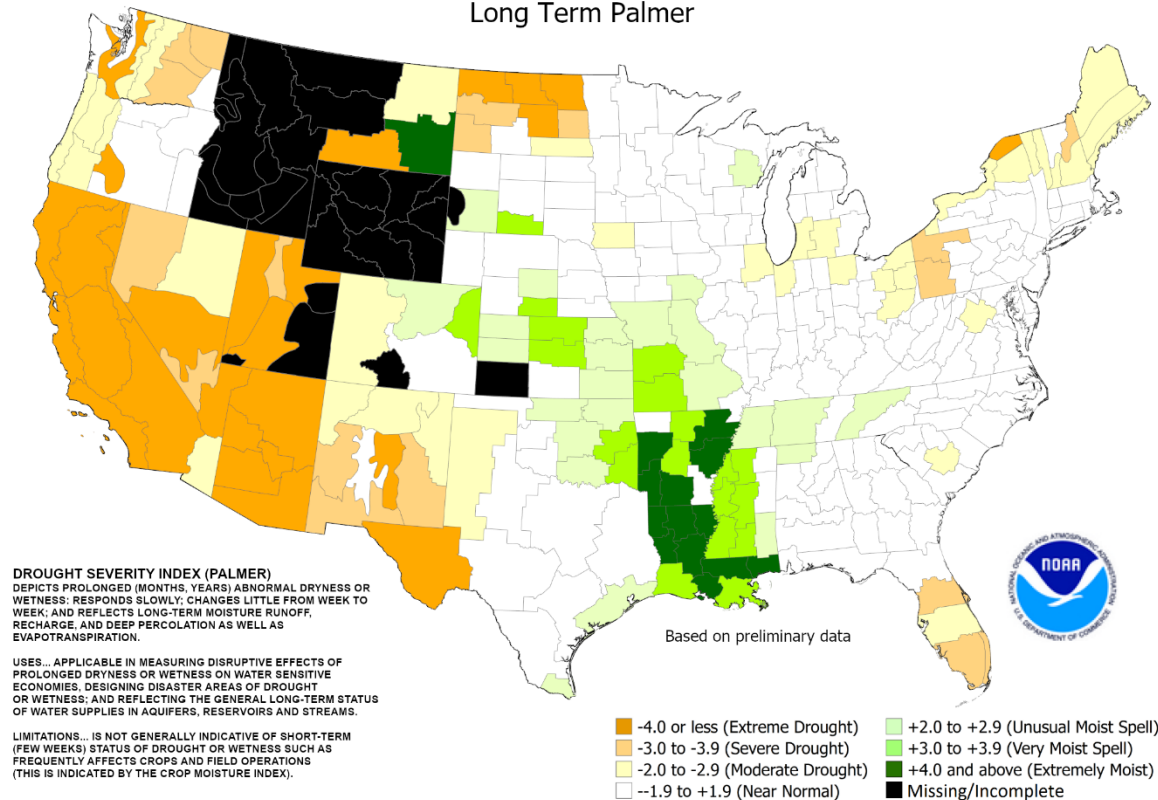 Long Term Palmer
DROUGHT SEVERITY INDEX (PALMER)
DEPICTS PROLONGED (MONTHS, YEARS) ABNORMAL DRYNESS OR
WETNESS: RESPONDS SLOWLY; CHANGES LITTLE FROM WEEK TO
WEEK; AND REFLECTS LONG-TERM MOISTURE RUNOFF,
RECHARGE, AND DEEP PERCOLATION AS WELL AS
EVAPOTRANSPIRATION.
USES... APPLICABLE IN MEASURING DISRUPTIVE EFFECTS OF
PROLONGED DRYNESS OR WETNESS ON WATER SENSITIVE
ECONOMIES, DESIGNING DISASTER AREAS OF DROUGHT
OR WETNESS; AND REFLECTING THE GENERAL LONG-TERM STATUS
OF WATER SUPPLIES IN AQUIFERS, RESERVOIRS AND STREAMS.
LIMITATIONS... IS NOT GENERALLY INDICATIVE OF SHORT-TERM
(FEW WEEKS) STATUS OF DROUGHT OR WETNESS SUCH AS
FREQUENTLY AFFECTS CROPS AND FIELD OPERATIONS
(THIS IS INDICATED BY THE CROP MOISTURE INDEX).
Based on preliminary data
NATIONAL OCEANIC AND ATMOSPHERIC ADMINISTRATION
NOAA
U.S. DEPARTMENT OF COMMERCE
-4.0 or less (Extreme Drought)
-3.0 to -3.9 (Severe Drought)
-2.0 to -2.9 (Moderate Drought)
--1.9 to +1.9 (Near Normal)
+2.0 to +2.9 (Unusual Moist Spell)
+3.0 to +3.9 (Very Moist Spell)
+4.0 and above (Extremely Moist)
Missing/Incomplete